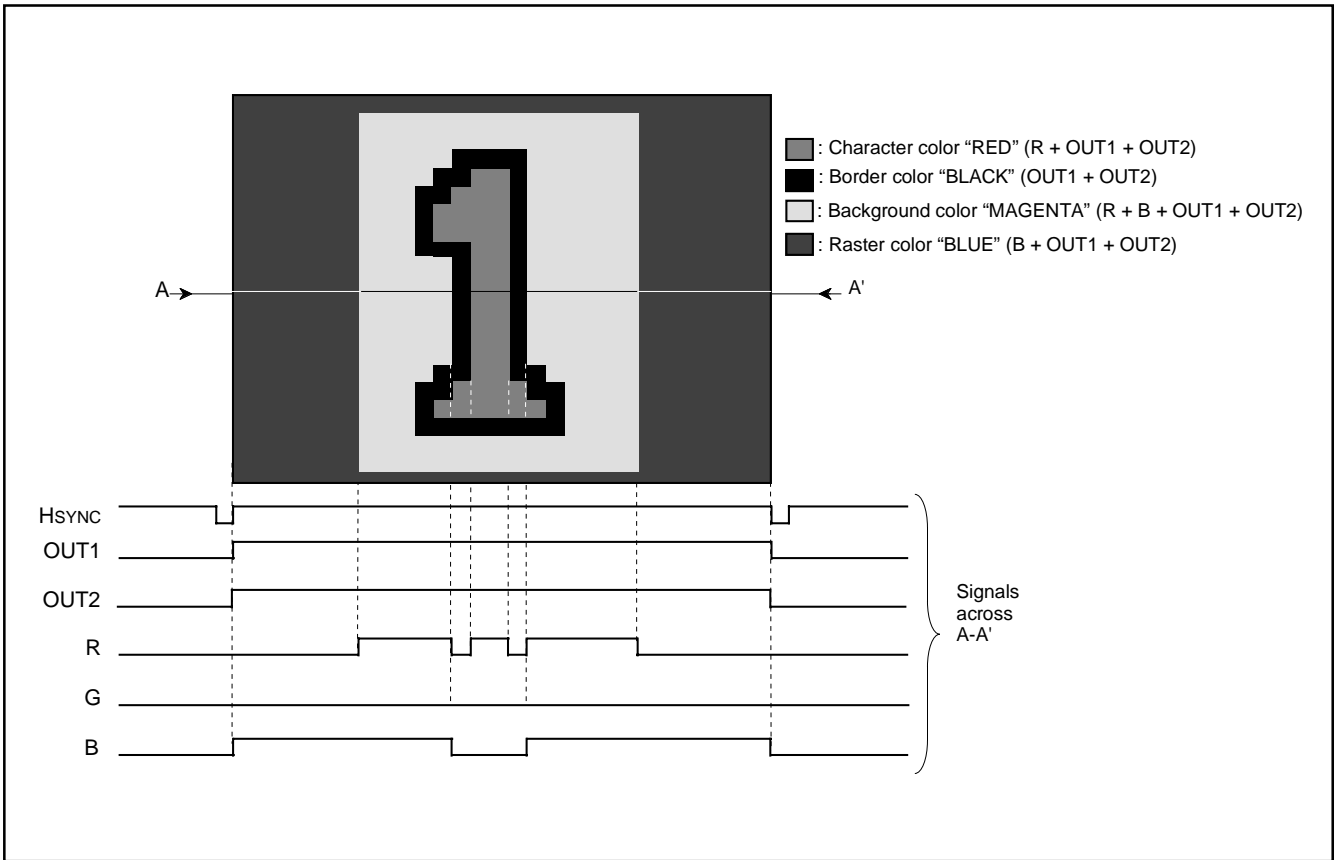 : Character color “RED” (R + OUT1 + OUT2)
: Border color “BLACK” (OUT1 + OUT2)
: Background color “MAGENTA” (R + B + OUT1 + OUT2)
: Raster color “BLUE” (B + OUT1 + OUT2)
A
A'
HSYNC
OUT1
OUT2
R
G
B
Signals
across
A-A'